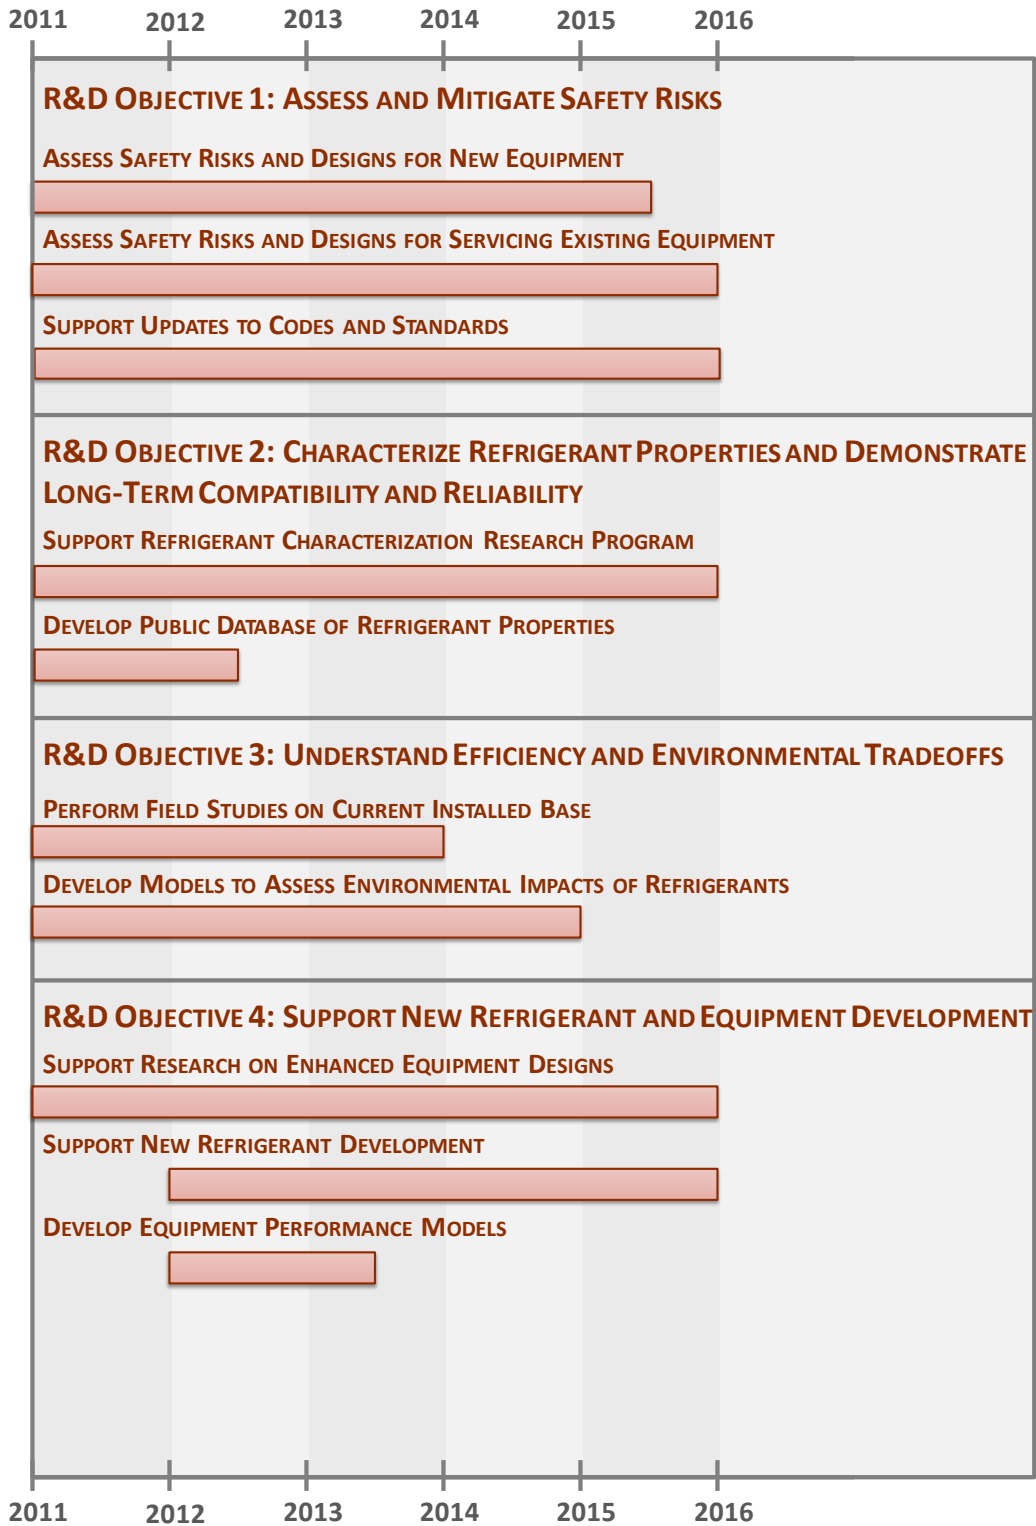 2011 2012 2013 2014 2015 2016
R&D Objective 1: Assess and Mitigate Safety Risks
Assess Safety Risks and Designs for New Equipment
Assess Safety Risks and Designs for Servicing Existing Equipment
Support Updates to Codes and Standards
R&D Objective 2: Characterize Refrigerant Properties and Demonstrate
Long-Term Compatibility and Reliability
Support Refrigerant Characterization Research Program
Develop Public Database of Refrigerant Properties
R&D Objective 3: Understand Efficiency and Environmental Tradeoffs
Perform Field Studies on Current Installed Base
Develop Models to Assess Environmental Impacts of Refrigerants
R&D Objective 4: Support New Refrigerant and Equipment Development
Support Research on Enhanced Equipment Designs
Support New Refrigerant Development
Develop Equipment Performance Models
2011 2012 2013 2014 2015 2016